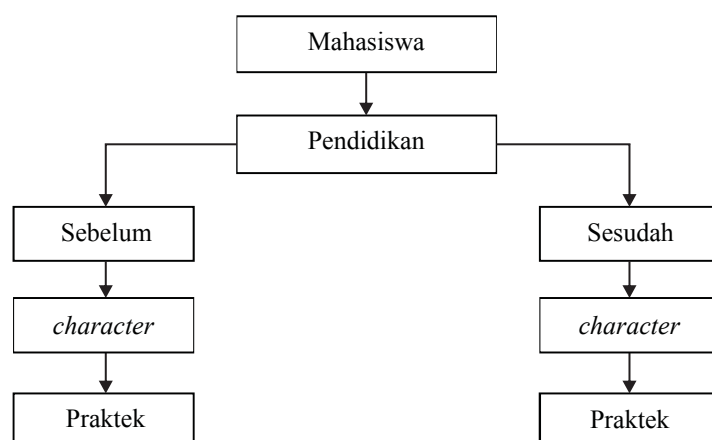 Mahasiswa
Pendidikan
Sebelum
Sesudah
character
character
Praktek
Praktek